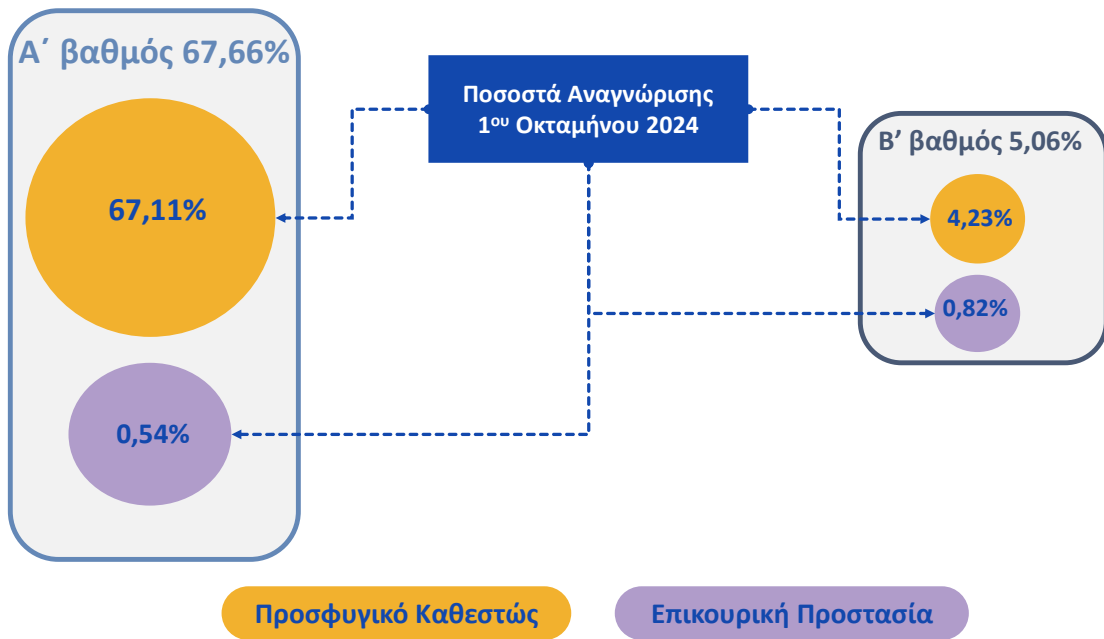 Α΄ βαθμός 67,66%
67,11%
0,54%
Ποσοστά Αναγνώρισης
1ου Οκταμήνου 2024
Β’ βαθμός 5,06%
4,23%
0,82%
Προσφυγικό Καθεστώς
Επικουρική Προστασία